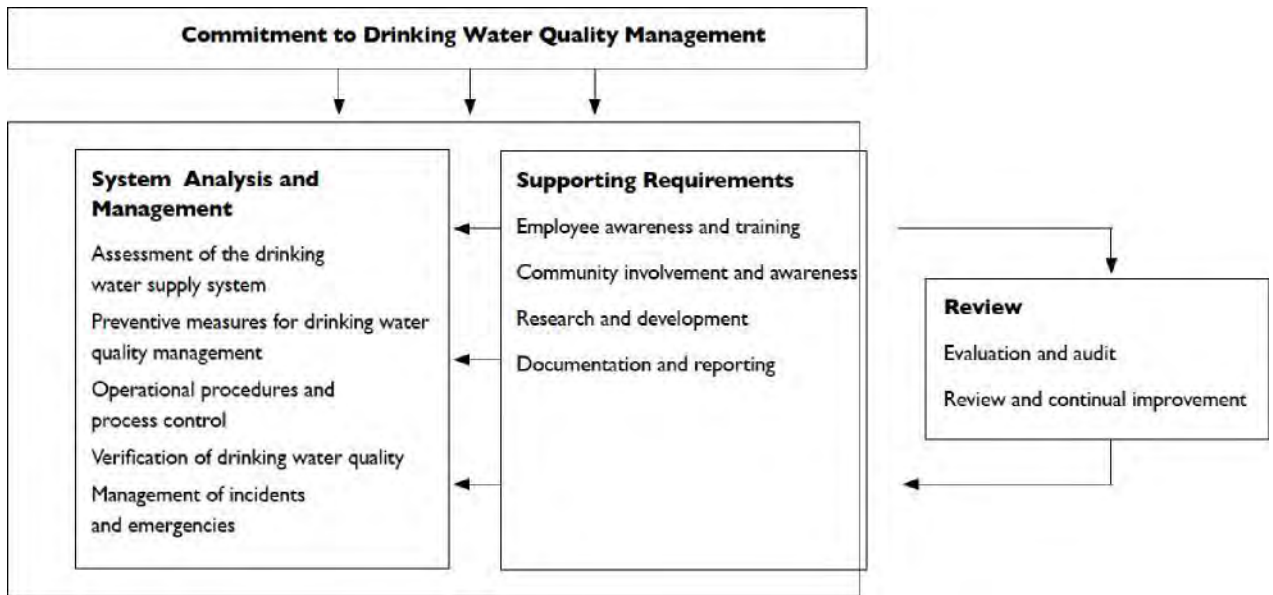 Commitment to Drinking Water Quality Management
System Analysis and
Management
Assessment of the drinking
water supply system
Preventive measures for drinking water
quality management
Operational procedures and
process control
Verification of drinking water quality
Management of incidents
and emergencies
Supporting Requirements
Employee awareness and training
Community involvement and awareness
Research and development
Documentation and reporting
Review
Evaluation and audit
Review and continual improvement